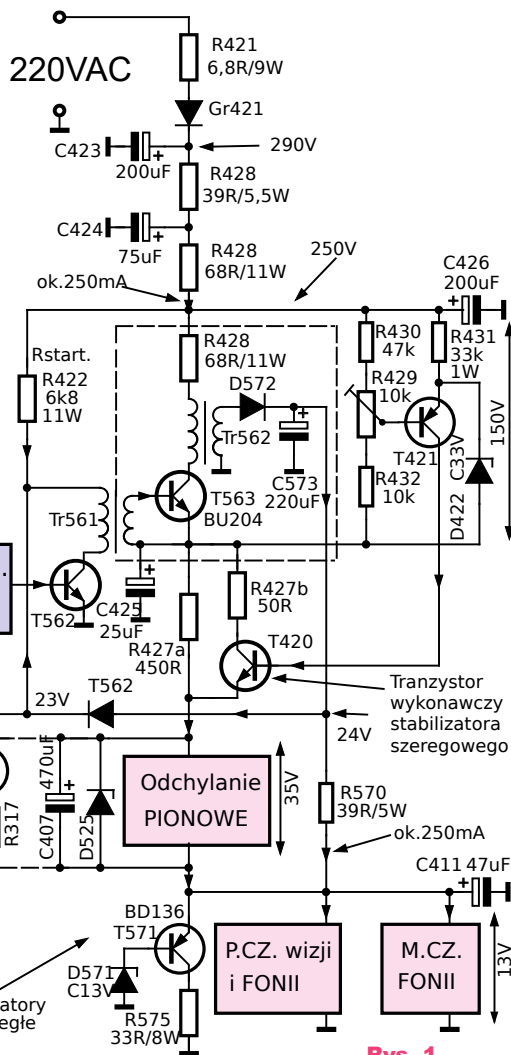 220VAC
R421
6,8R/9W
Gr421
290V
C423
200uF
R428
39R/5,5W
C424
75uF
R428
68R/11W
ok.250mA
250V
C426
200uF
Rstart.
R422
6k8
11W
R428
68R/11W
D572
Tr562
C573
220uF
T563
BU204
R430
47k
R429
10k
R432
10k
R431
33k
1W
T421
C33V
D422
150V
Tr561
T562
C425
25uF
R427a
450R
R427b
50R
T420
Tranzystor
wykonawczy
stabilizatora
szeregowego
23V
T562
24V
470uF
C407
D525
R317
Odchylanie
PIONOWE
35V
R570
39R/5W
ok.250mA
C411 47uF
BD136
T571
D571
C13V
R575
33R/8W
P.CZ. wizji
i FONII
M.CZ.
FONII
13V
atory
egłe
Rys. 1